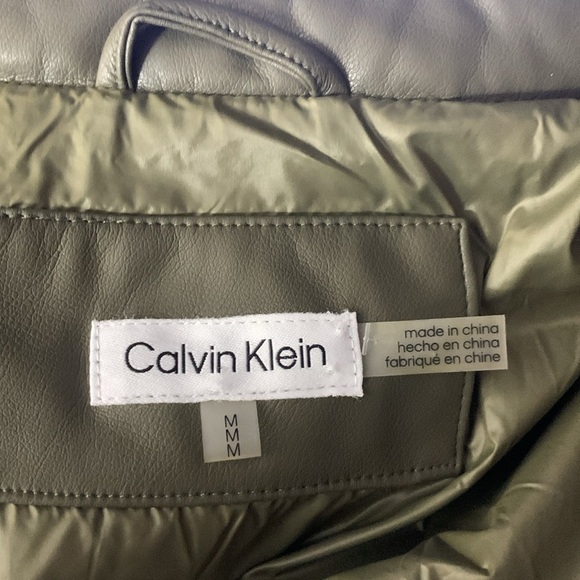 Calvin Klein
made in china
hecho en china
fabriqué en chine
M
M
M